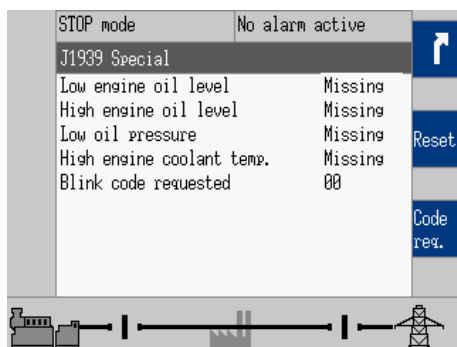 STOP mode No alarm active
J1939 Special
Low engine oil level Missing
High engine oil level Missing
Low oil pressure Missing
Reset
High engine coolant temp. Missing
Blink code requested 00
Code
req.